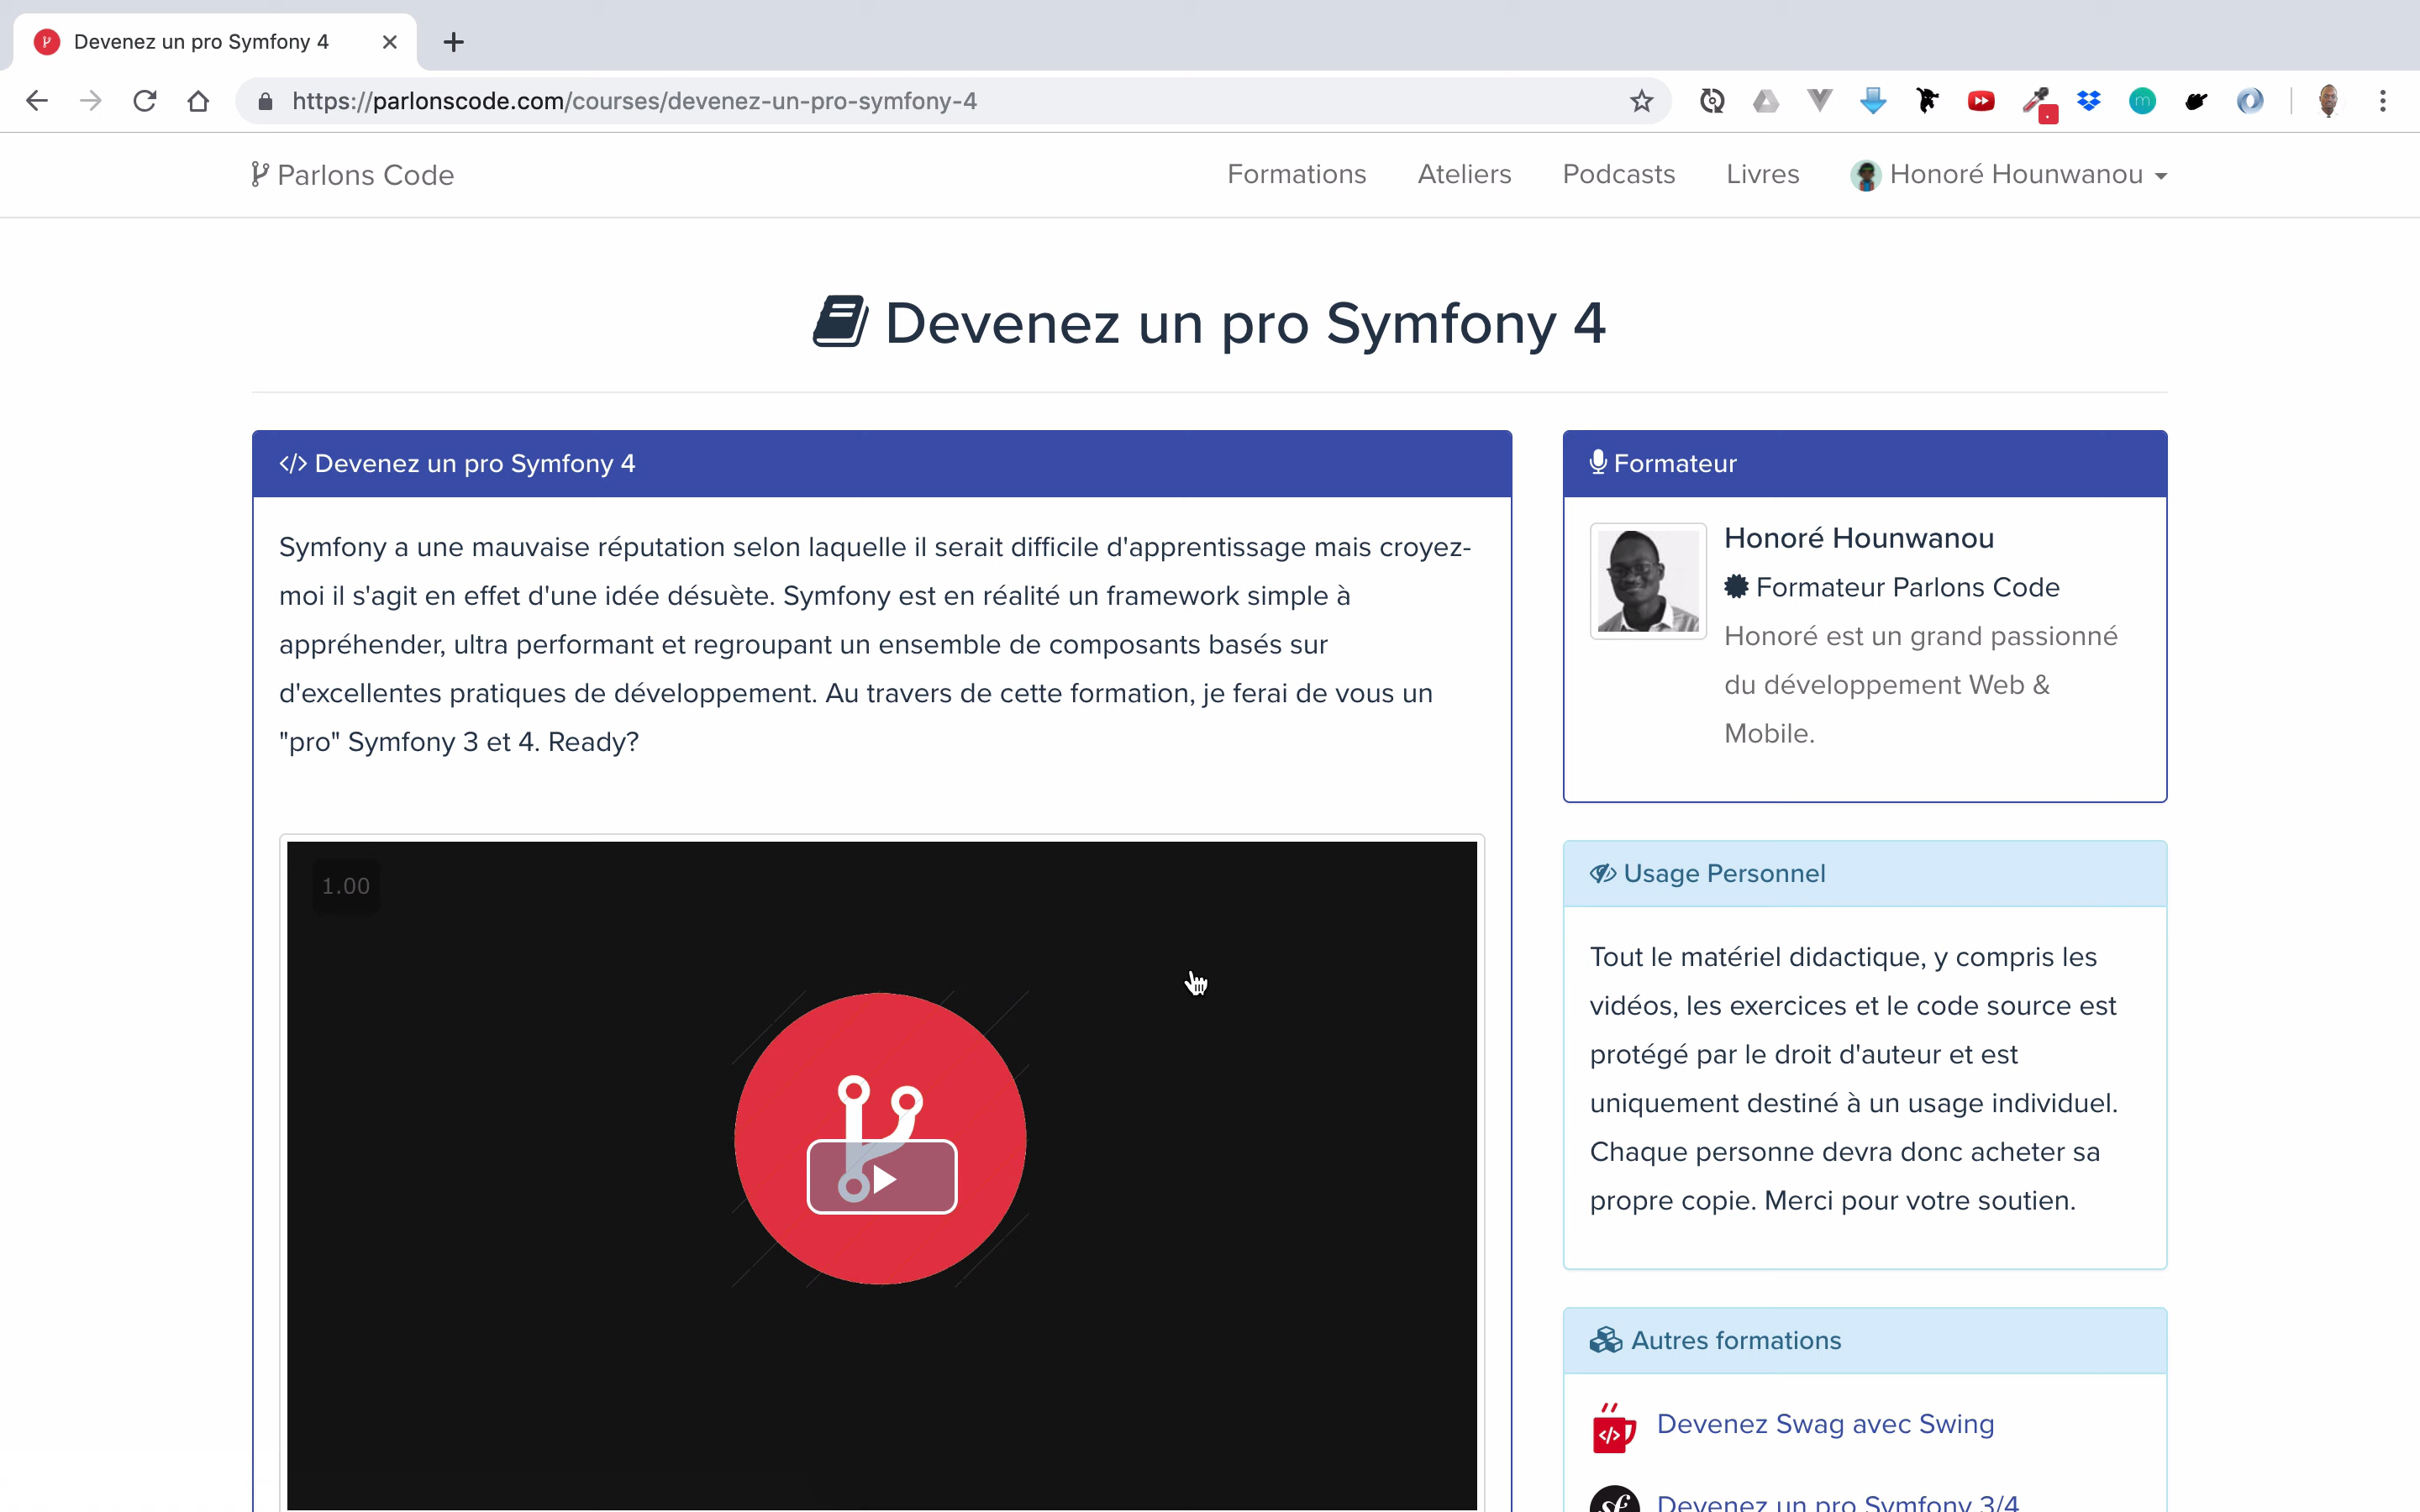 Devenez un pro Symfony 4
https://parlonscode.com/courses/devenez-un-pro-symfony-4
Parlons Code
Formations
Ateliers
Podcasts
Livres
Honoré Hounwanou
Devenez un pro Symfony 4
</> Devenez un pro Symfony 4
Symfony a une mauvaise réputation selon laquelle il serait difficile d'apprentissage mais croyez-
moi il s'agit en effet d'une idée désuète. Symfony est en réalité un framework simple à
appréhender, ultra performant et regroupant un ensemble de composants basés sur
d'excellentes pratiques de développement. Au travers de cette formation, je ferai de vous un
"pro" Symfony 3 et 4. Ready?
1.00
Formateur
Honoré Hounwanou
Formateur Parlons Code
Honoré est un grand passionné
du développement Web &
Mobile.
Usage Personnel
Tout le matériel didactique, y compris les
vidéos, les exercices et le code source est
protégé par le droit d'auteur et est
uniquement destiné à un usage individuel.
Chaque personne devra donc acheter sa
propre copie. Merci pour votre soutien.
Autres formations
Devenez Swag avec Swing
Devenez un pro Symfony 3/4